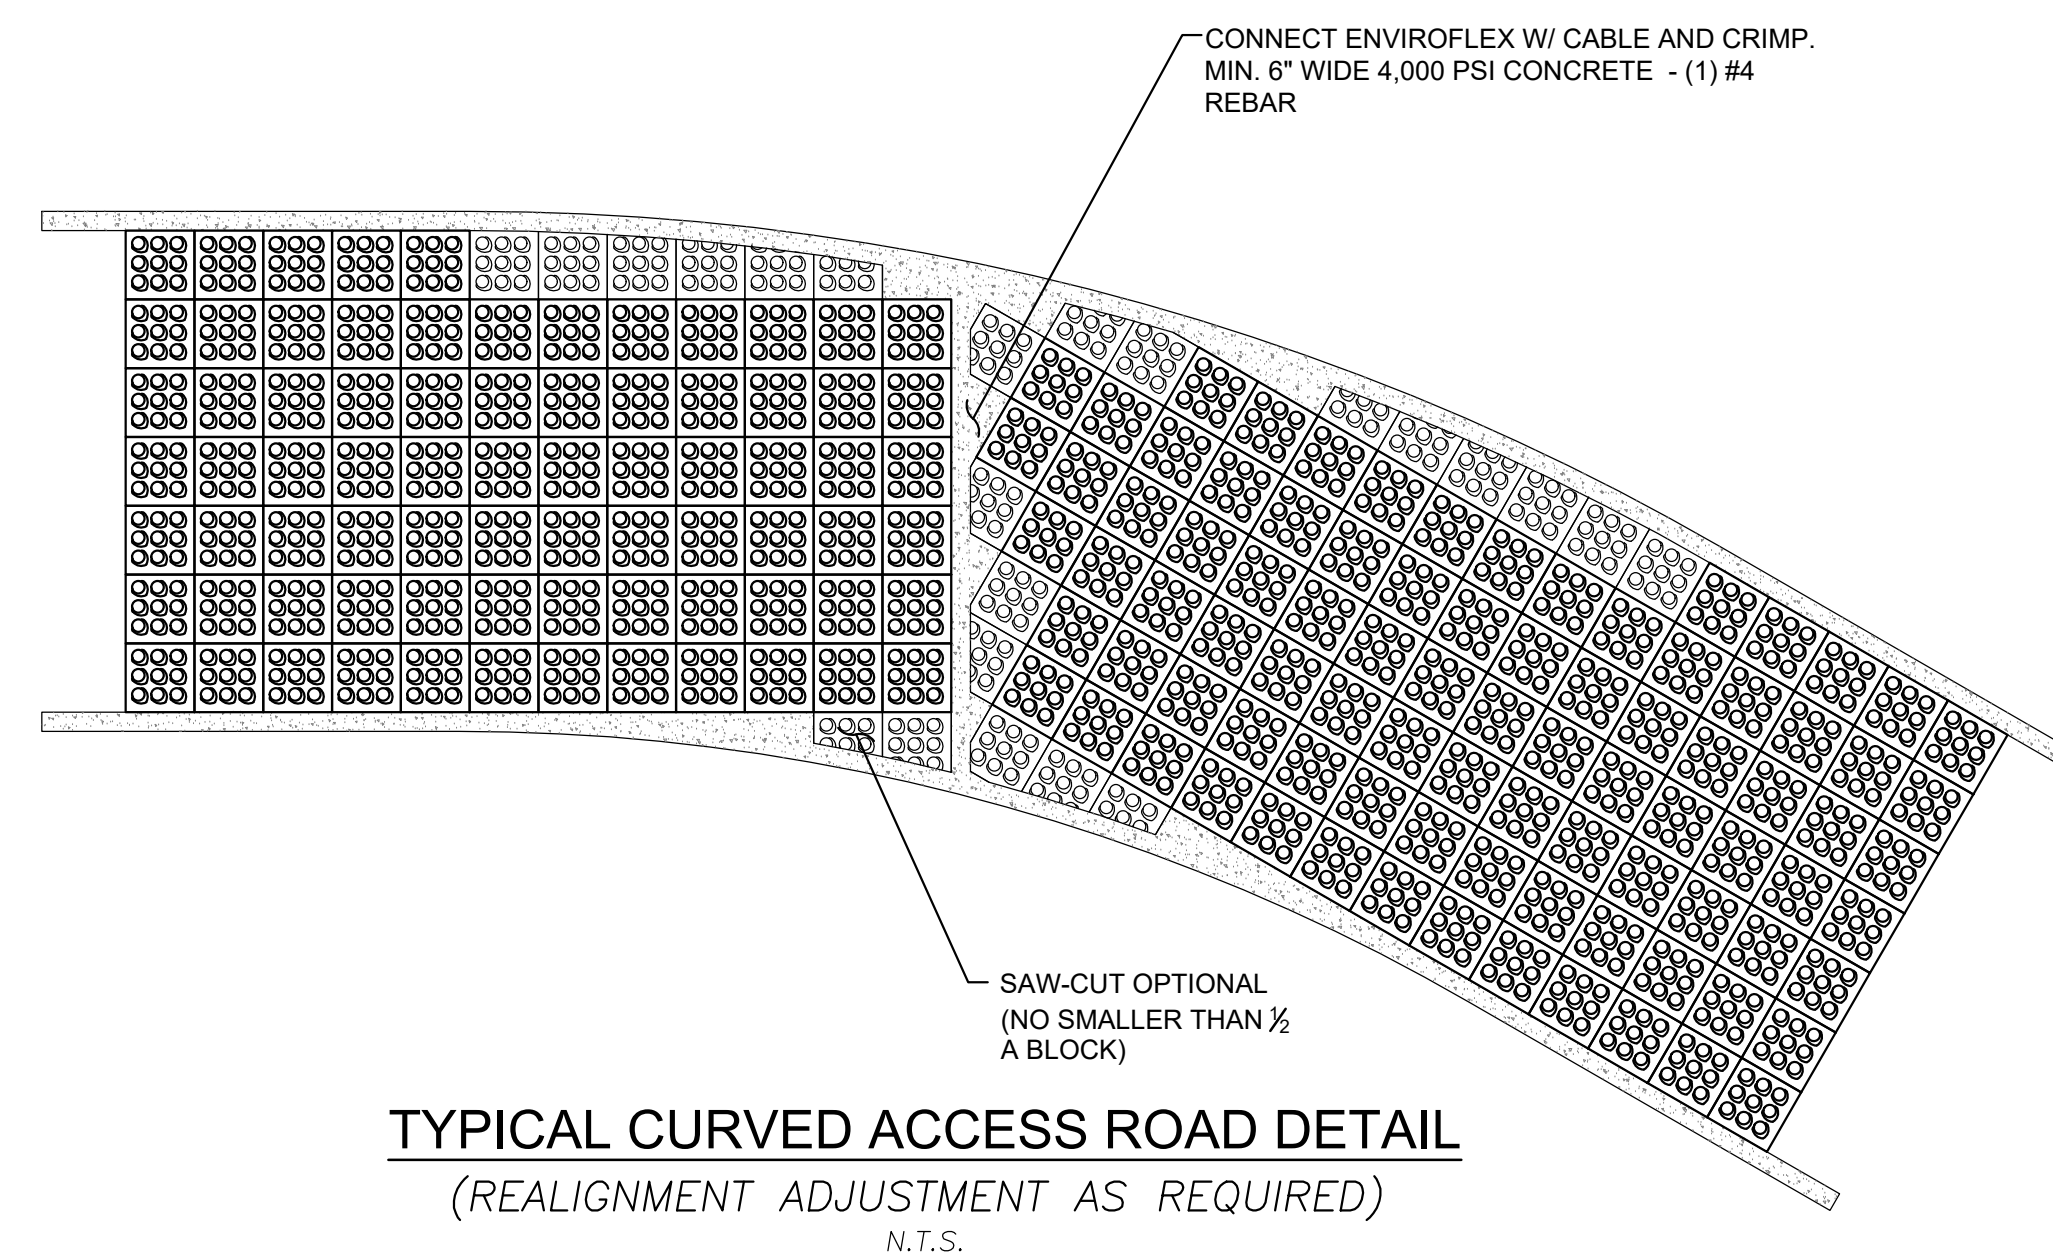 CONNECT ENVIROFLEX W/ CABLE AND CRIMP.
MIN. 6" WIDE 4,000 PSI CONCRETE - (1) #4
REBAR
SAW-CUT OPTIONAL
(NO SMALLER THAN ½
A BLOCK)
TYPICAL CURVED ACCESS ROAD DETAIL
(REALIGNMENT ADJUSTMENT AS REQUIRED)
N.T.S.